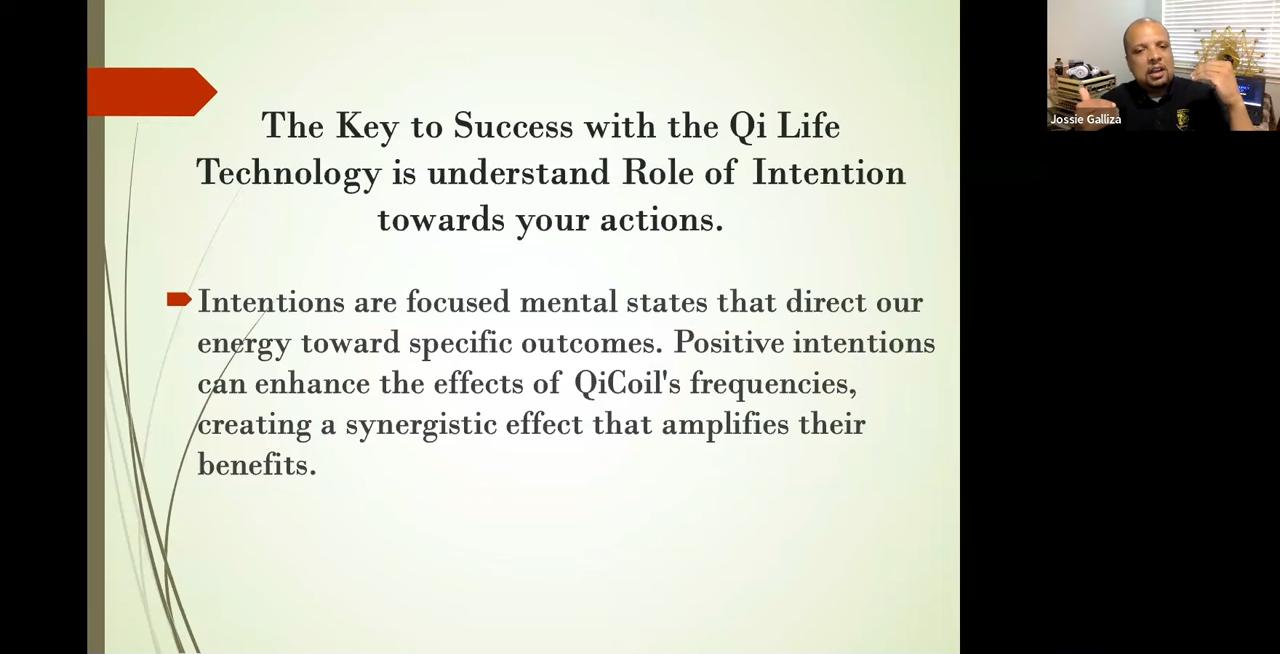 The Key to Success with the Qi Life
Technology is understand Role of Intention
towards your actions.
Intentions are focused mental states that direct our
energy toward specific outcomes. Positive intentions
can enhance the effects of QiCoil's frequencies,
creating a synergistic effect that amplifies their
benefits.
Jossie Galliza